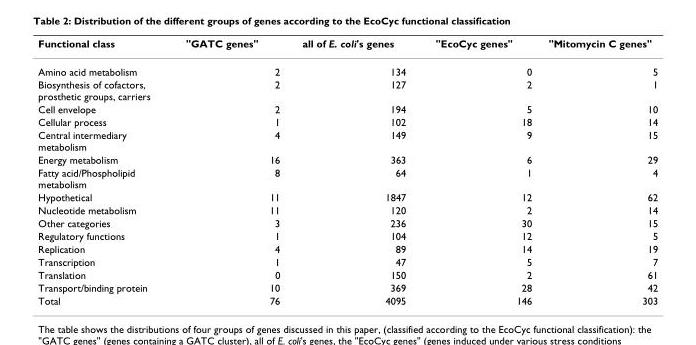 Table 2: Distribution of the different groups of genes according to the EcoCyc functional classification
Functional class "GATC genes" all of E. coli's genes "EcoCyc genes" "Mitomycin C genes"
Amino acid metabolism 2 134 0 5
Biosynthesis of cofactors, 2 127 2 1
prosthetic groups, carriers
Cell envelope 2 194 5 10
Cellular process 1 102 18 14
Central intermediary 4 149 9 15
metabolism
Energy metabolism 16 363 6 29
Fatty acid/Phospholipid 8 64 1 4
metabolism
Hypothetical 11 1847 12 62
Nucleotide metabolism 11 120 2 14
Other categories 3 236 30 15
Regulatory functions 1 104 12 5
Replication 4 89 14 19
Transcription 1 47 5 7
Translation 0 150 2 61
Transport/binding protein 10 369 28 42
Total 76 4095 146 303
The table shows the distributions of four groups of genes discussed in this paper, (classified according to the EcoCyc functional classification): the
"GATC genes" (genes containing a GATC cluster), all of E. coli's genes, the "EcoCyc genes" (genes induced under various stress conditions